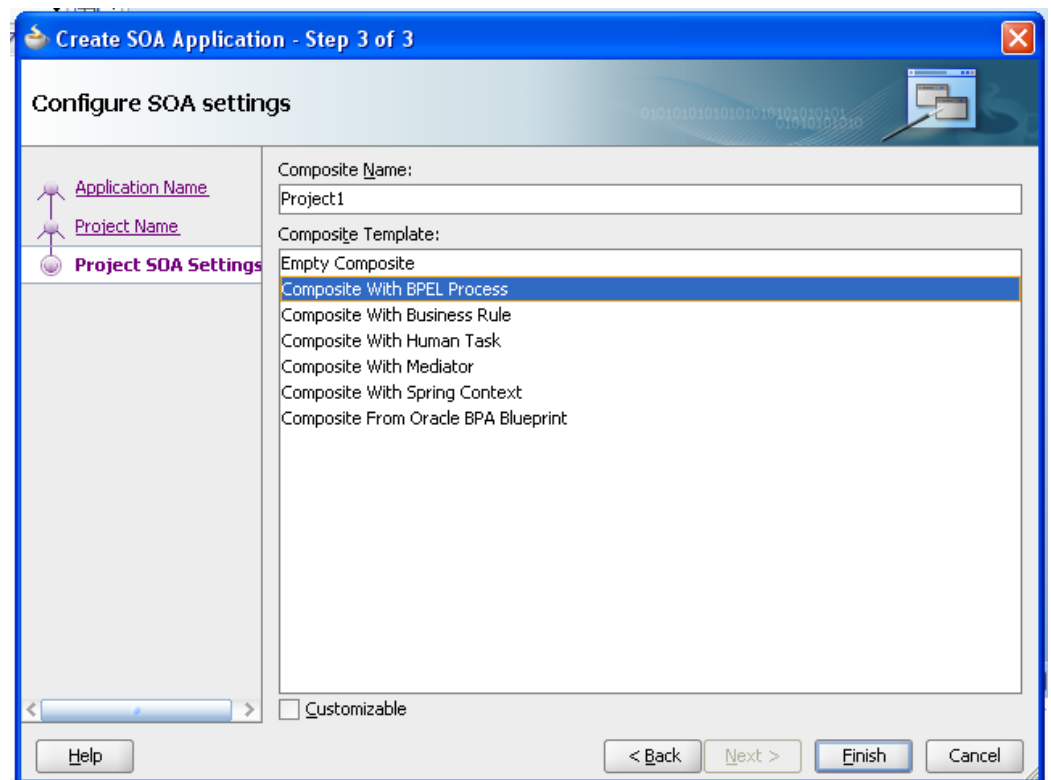 Create SOA Application - Step 3 of 3
Configure SOA settings
Application Name
Project Name
Project SOA Settings
Composite Name:
Project1
Composite Template:
Empty Composite
Composite With BPEL Process
Composite With Business Rule
Composite With Human Task
Composite With Mediator
Composite With Spring Context
Composite From Oracle BPA Blueprint
Customizable
Help
< Back
Next >
Finish
Cancel